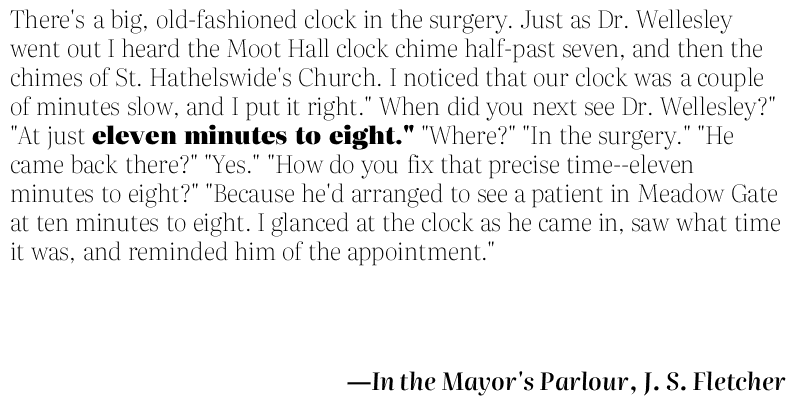 There's a big, old-fashioned clock in the surgery. Just as Dr. Wellesley
went out I heard the Moot Hall clock chime half-past seven, and then the
chimes of St. Hathelswide's Church. I noticed that our clock was a couple
of minutes slow, and I put it right." When did you next see Dr. Wellesley?"
"At just eleven minutes to eight." "Where?" "In the surgery." "He
came back there?" "Yes." "How do you fix that precise time--eleven
minutes to eight?" "Because he'd arranged to see a patient in Meadow Gate
at ten minutes to eight. I glanced at the clock as he came in, saw what time
it was, and reminded him of the appointment."
—In the Mayor's Parlour, J. S. Fletcher